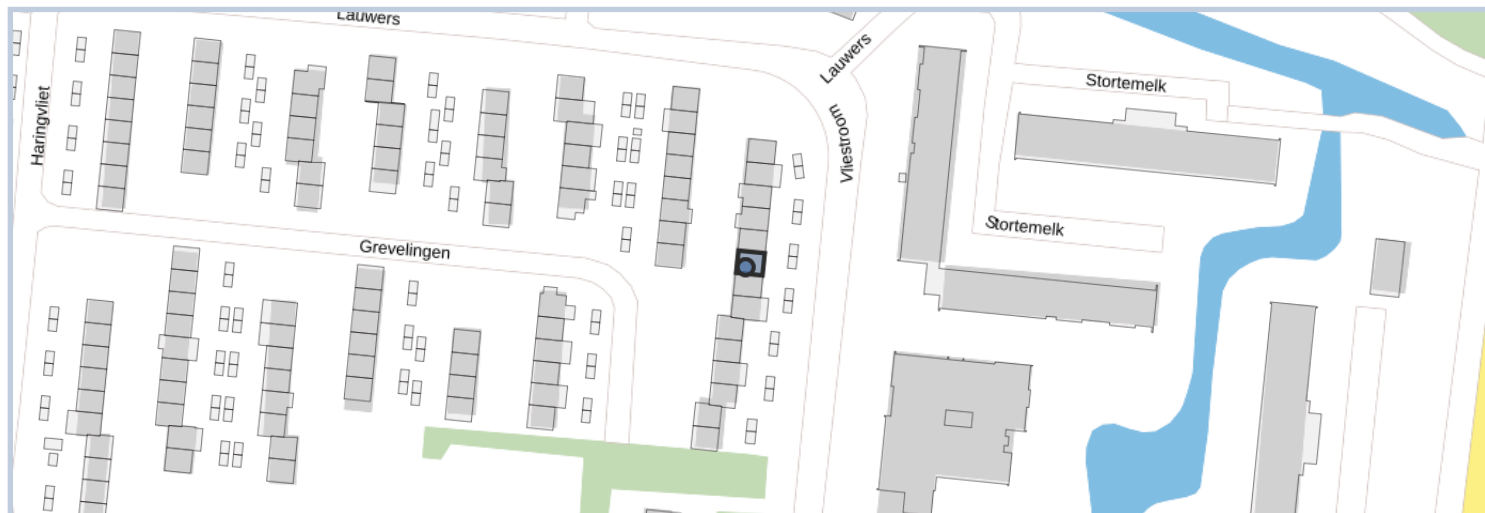 Lauwers
Lauwers
Stortemelk
Haringvliet
Vliestroom
Stortemelk
Grevelingen